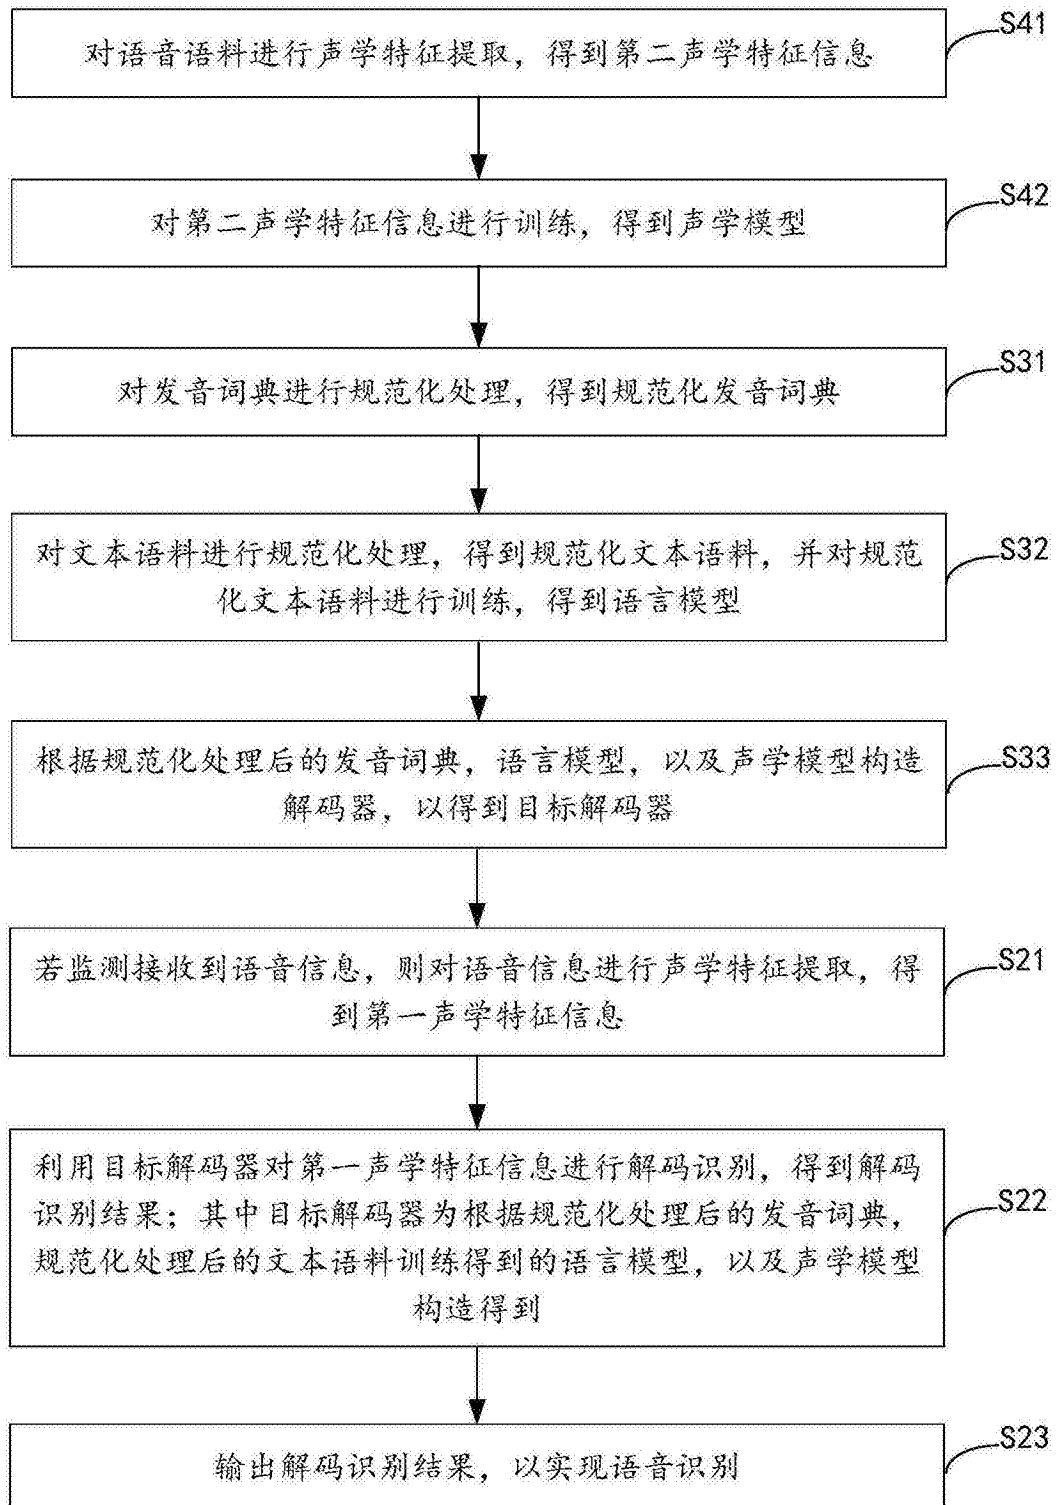 对语音语料进行声学特征提取，得到第二声学特征信息
S41
对第二声学特征信息进行训练，得到声学模型
S42
对发音词典进行规范化处理，得到规范化发音词典
S31
对文本语料进行规范化处理，得到规范化文本语料，并对规范
化文本语料进行训练，得到语言模型
S32
根据规范化处理后的发音词典，语言模型，以及声学模型构造
解码器，以得到目标解码器
S33
若监测接收到语音信息，则对语音信息进行声学特征提取，得
到第一声学特征信息
S21
利用目标解码器对第一声学特征信息进行解码识别，得到解码
识别结果；其中目标解码器为根据规范化处理后的发音词典，
规范化处理后的文本语料训练得到的语言模型，以及声学模型
构造得到
S22
输出解码识别结果，以实现语音识别
S23